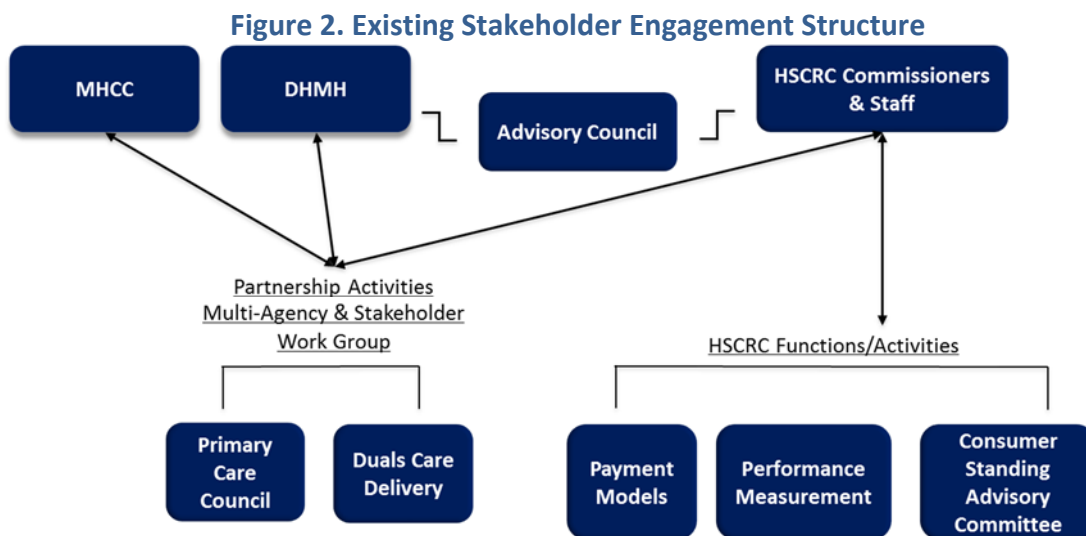 Figure 2. Existing Stakeholder Engagement Structure
MHCC
DHMH
Advisory Council
HSCRC Commissioners
& Staff
Partnership Activities
Multi-Agency & Stakeholder
Work Group
HSCRC Functions/Activities
Primary
Care
Council
Duals Care
Delivery
Payment
Models
Performance
Measurement
Consumer
Standing
Advisory
Committee